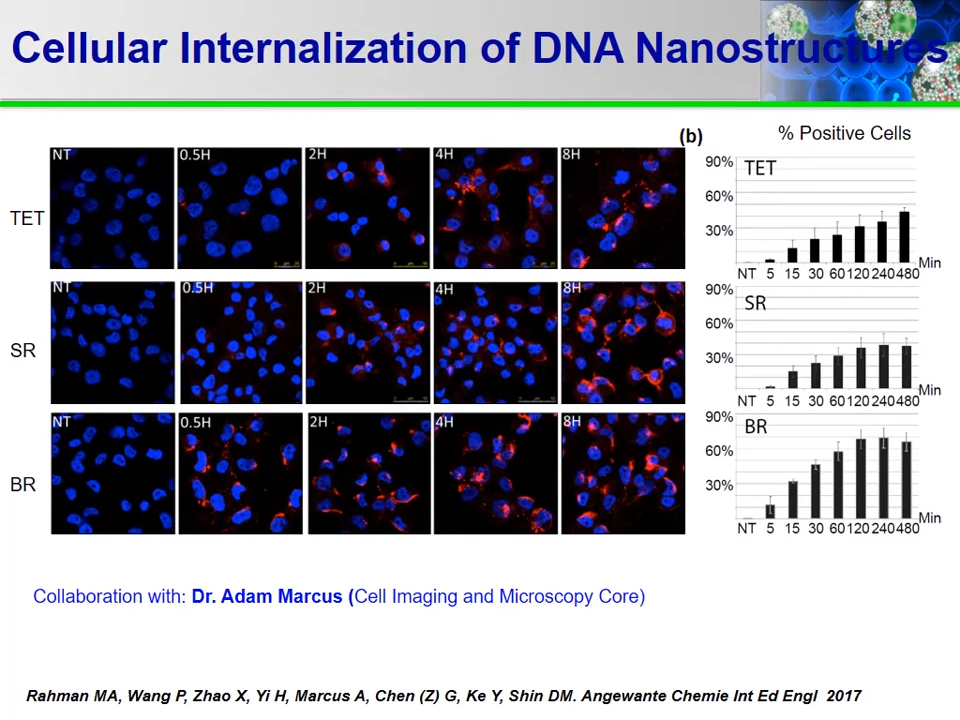 Cellular Internalization of DNA Nanostructures
(b)
% Positive Cells
TET
NT
0.5H
2H
4H
8H
90%
60%
30%
TET
NT 5 15 30 60 120 240 480 Min
SR
NT
0.5H
2H
4H
8H
90%
60%
30%
SR
NT 5 15 30 60 120 240 480 Min
BR
NT
0.5H
2H
4H
8H
90%
60%
30%
BR
NT 5 15 30 60 120 240 480 Min
Collaboration with: Dr. Adam Marcus (Cell Imaging and Microscopy Core)
Rahman MA, Wang P, Zhao X, Yi H, Marcus A, Chen (Z) G, Ke Y, Shin DM. Angewante Chemie Int Ed Engl 2017